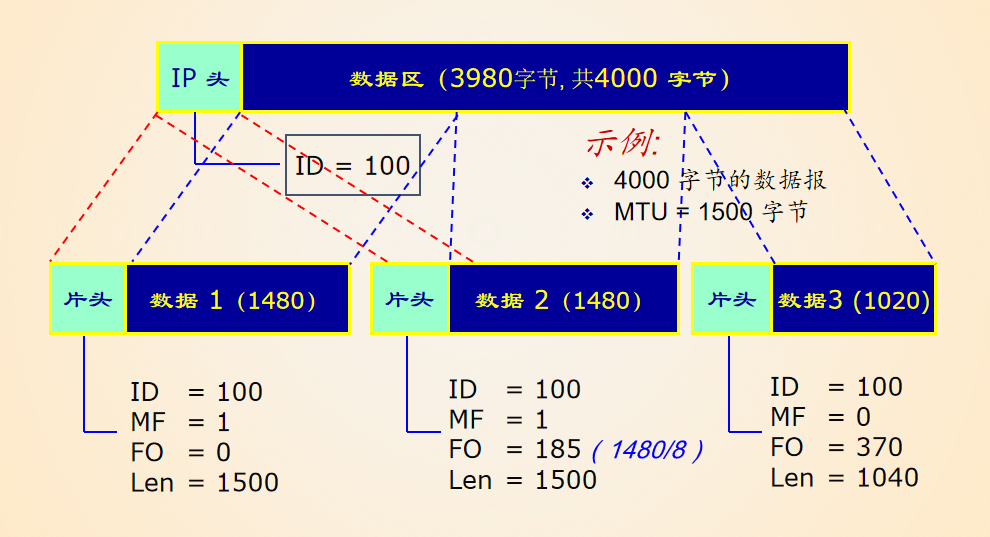 IP 头 数据区 (3980字节, 共4000 字节)
ID = 100
示例:
❖ 4000 字节的数据报
❖ MTU = 1500 字节
片头 数据 1 (1480)
片头 数据 2 (1480)
片头 数据3 (1020)
ID = 100
MF = 1
FO = 0
Len = 1500
ID = 100
MF = 1
FO = 185 ( 1480/8 )
Len = 1500
ID = 100
MF = 0
FO = 370
Len = 1040